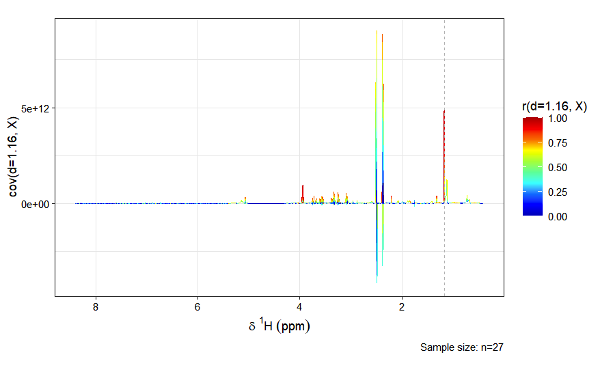 cov(d=1.16, X)
5e+12
0e+00
8
6
4
2
δ ¹H (ppm)
r(d=1.16, X)
1.00
0.75
0.50
0.25
0.00
Sample size: n=27